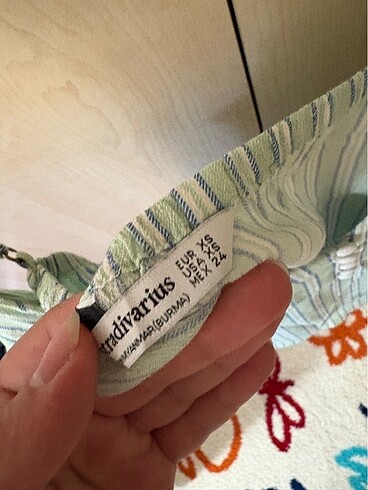 tradivarius
MYANMAR(BURMA)
EUR XS
USA XS
MEX 24